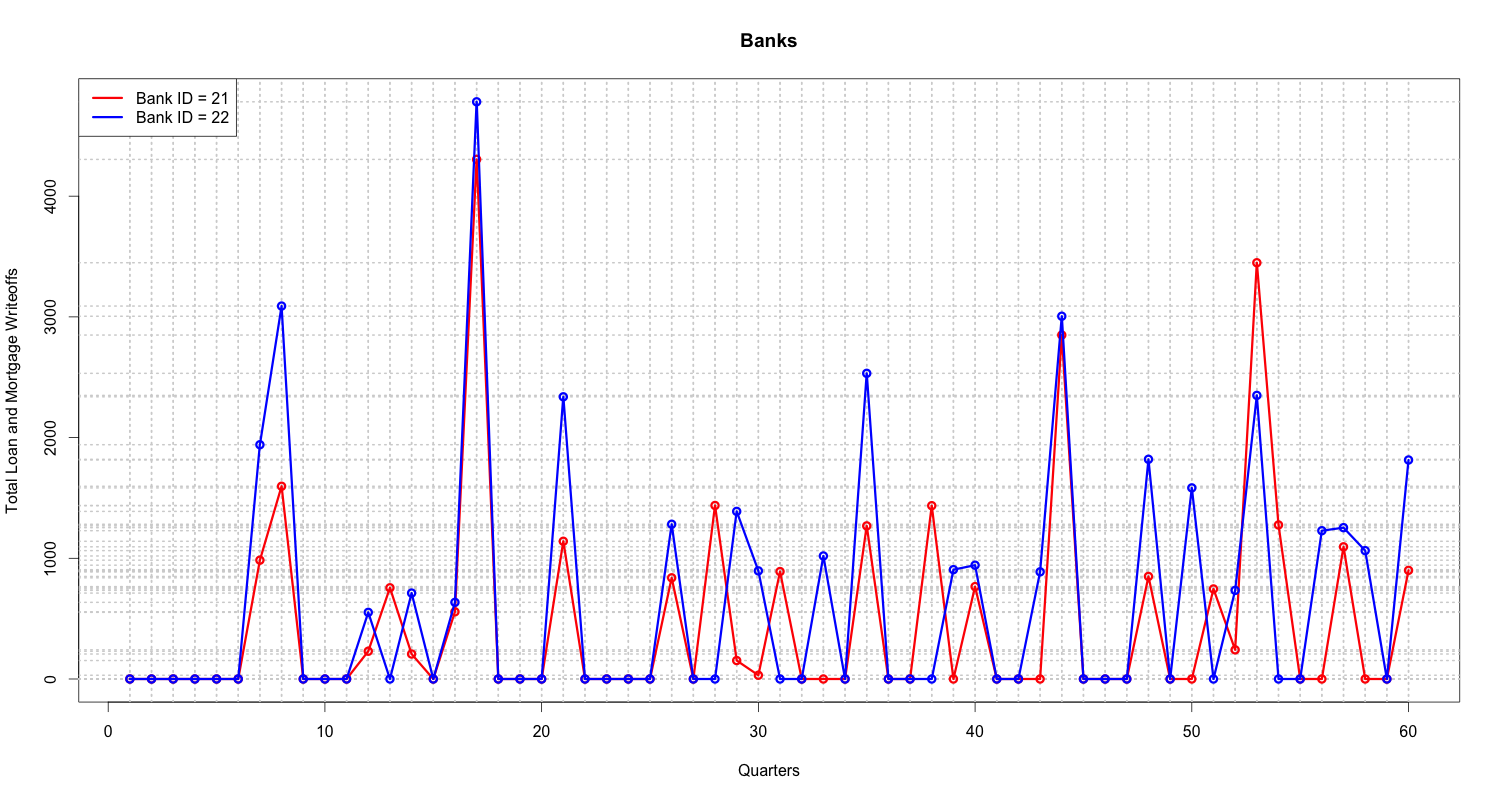 Banks
Bank ID = 21
Bank ID = 22
Total Loan and Mortgage Writeoffs
4000
3000
2000
1000
0
0 10 20 30 40 50 60
Quarters